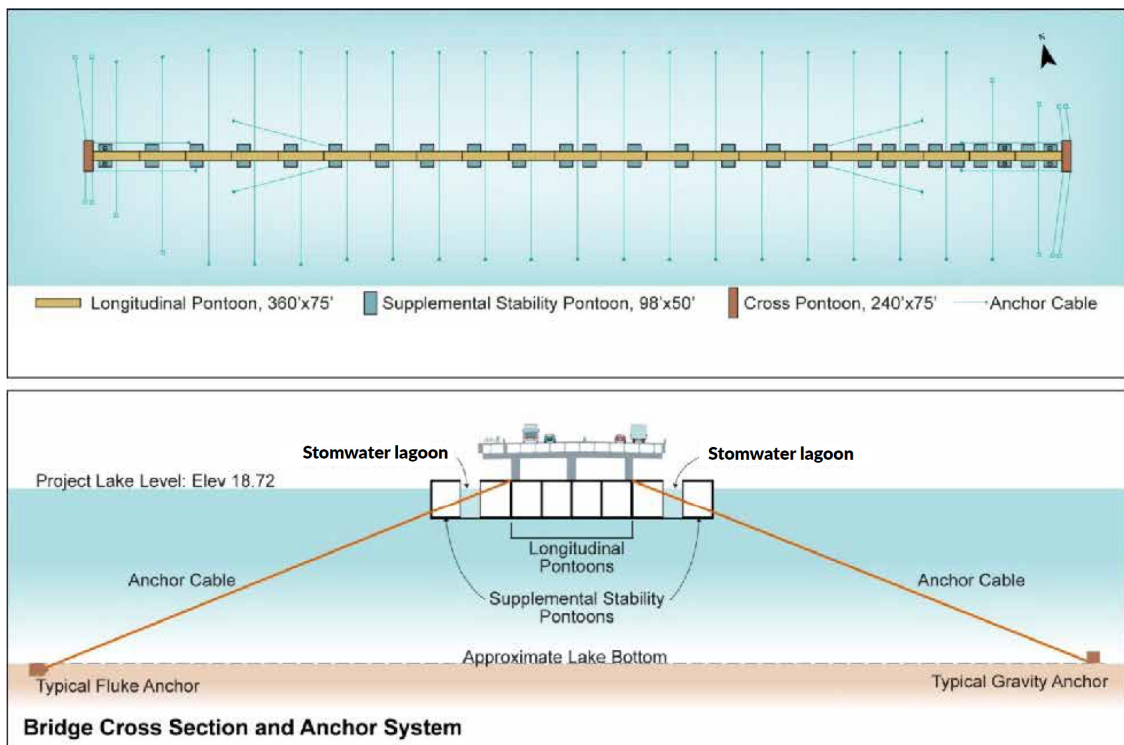 N
Longitudinal Pontoon, 360'x75'
Supplemental Stability Pontoon, 98'x50'
Cross Pontoon, 240'x75'
Anchor Cable
Stomwater lagoon
Stomwater lagoon
Project Lake Level: Elev 18.72
Longitudinal
Pontoons
Anchor Cable
Anchor Cable
Supplemental Stability
Pontoons
Approximate Lake Bottom
Typical Fluke Anchor
Typical Gravity Anchor
Bridge Cross Section and Anchor System